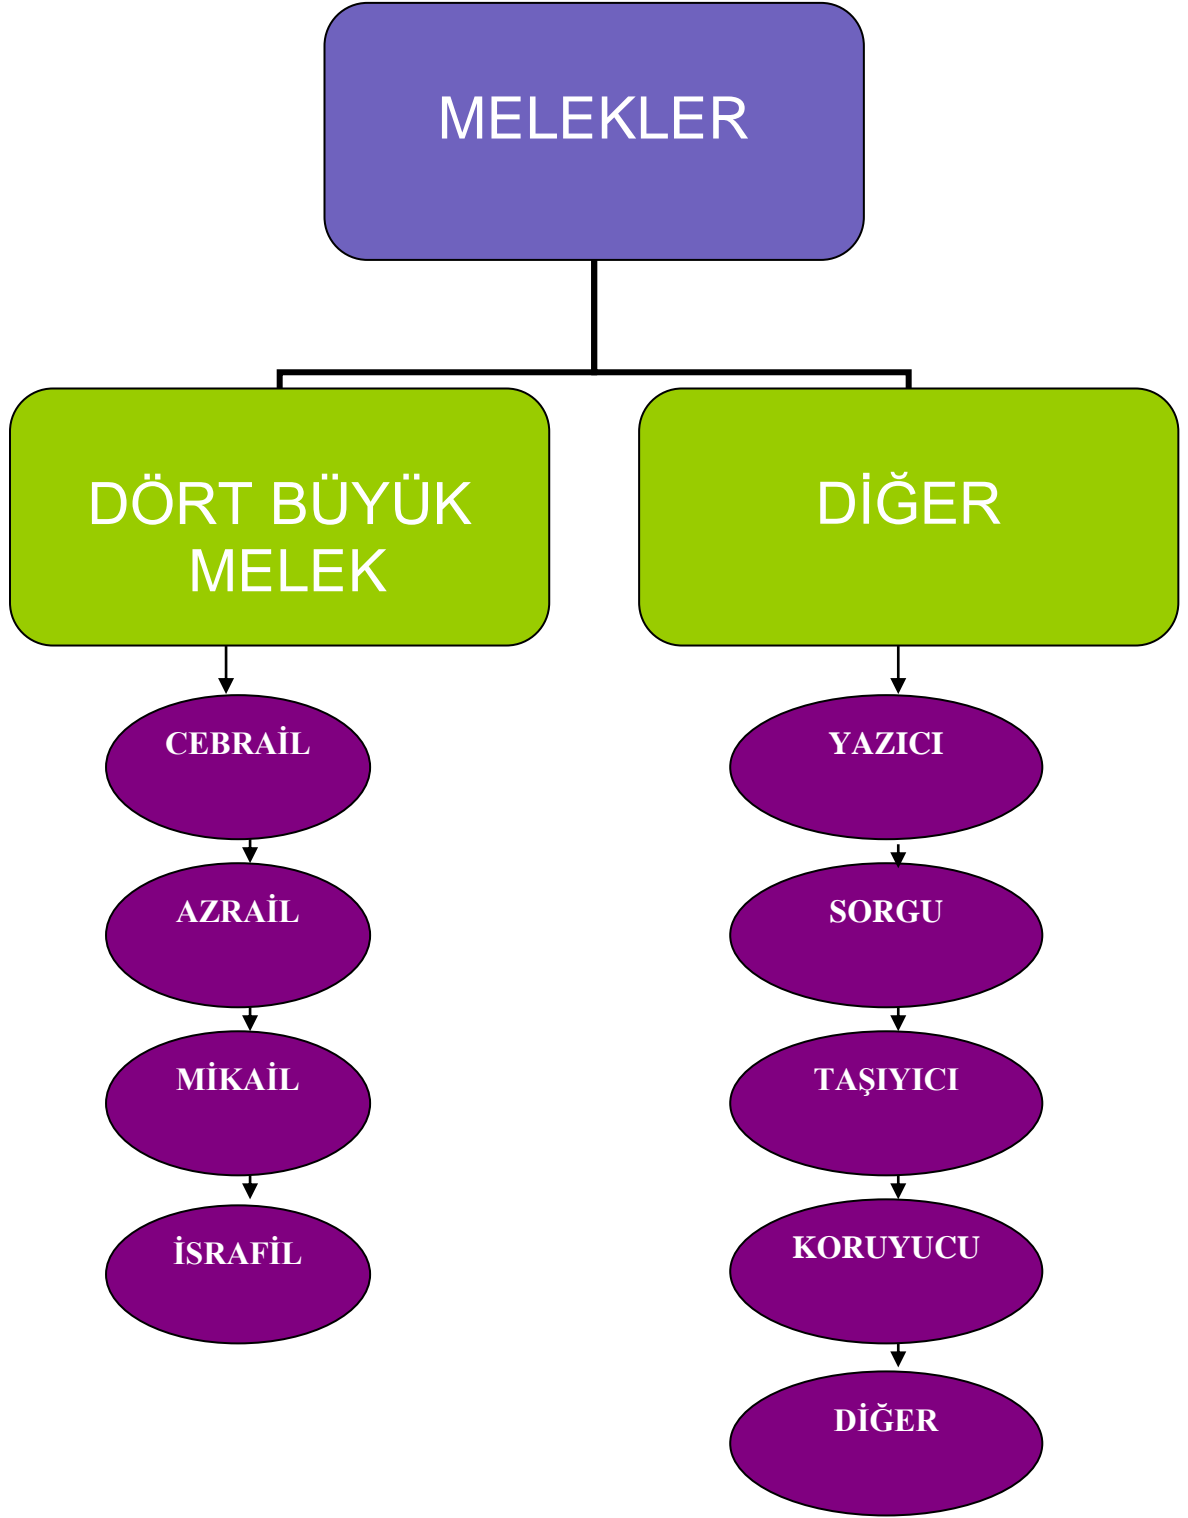 MELEKLER
DÖRT BÜYÜK
MELEK
DİĞER
CEBRAİL
AZRAİL
MİKAİL
İSRAFİL
YAZICI
SORGU
TAŞIYICI
KORUYUCU
DİĞER